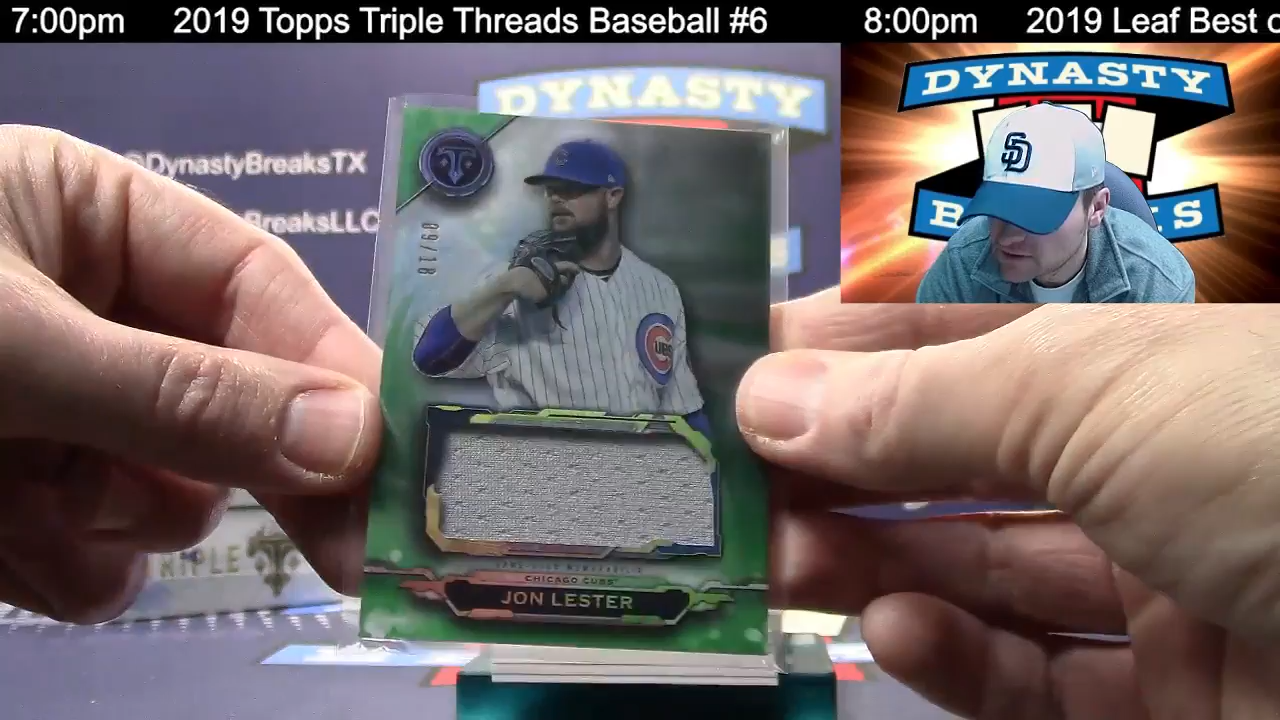 7:00pm 2019 Topps Triple Threads Baseball #6 8:00pm 2019 Leaf Best
DYNASTY
DYNASTY
SD
@DynastyBreaksTX
BreaksLLC
09/18
CUBS
TRIPLE
CHICAGO CUBS
JON LESTER